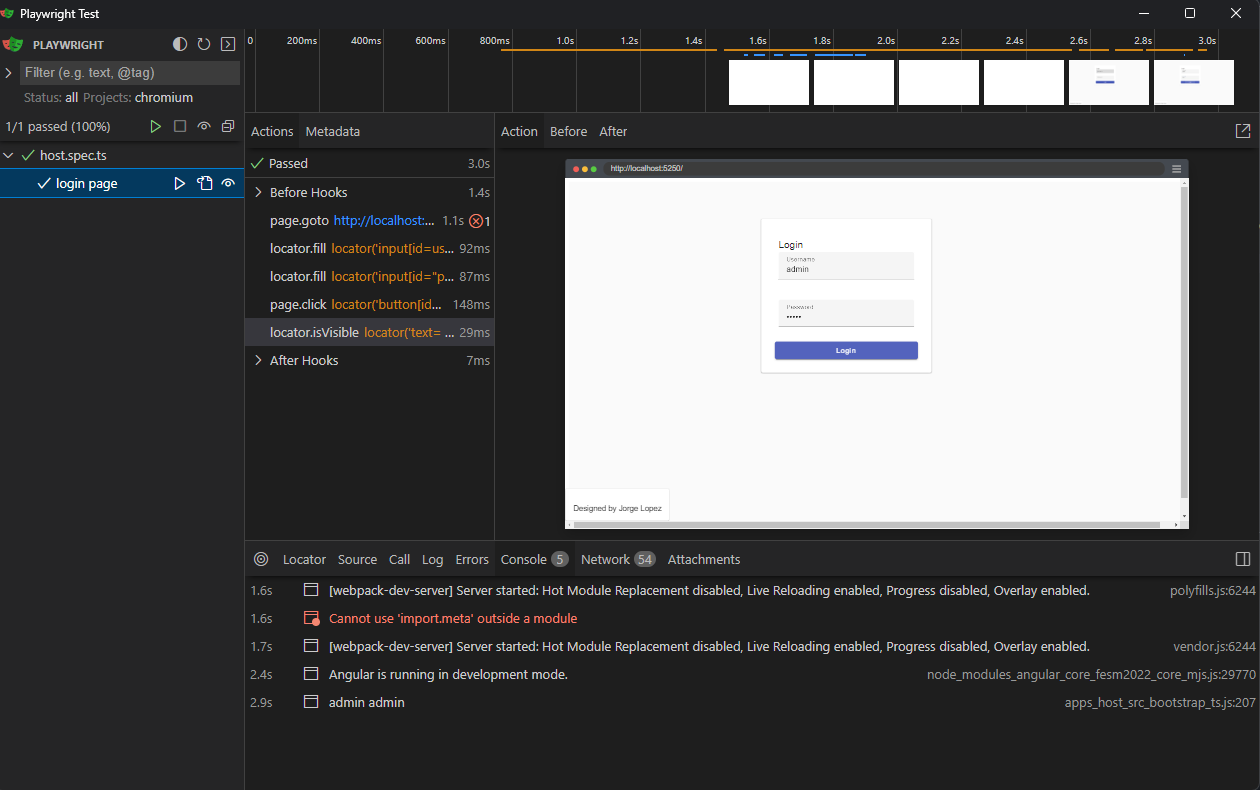 Playwright Test
PLAYWRIGHT
Filter (e.g. text, @tag)
Status: all Projects: chromium
1/1 passed (100%)
host.spec.ts
login page
0 200ms 400ms 600ms 800ms 1.0s 1.2s 1.4s 1.6s 1.8s 2.0s 2.2s 2.4s 2.6s 2.8s 3.0s
Actions Metadata
Passed 3.0s
Before Hooks 1.4s
page.goto http://localhost:... 1.1s 1
locator.fill locator('input[id=us... 92ms
locator.fill locator('input[id="p... 87ms
page.click locator('button[id... 148ms
locator.isVisible locator('text= ... 29ms
After Hooks 7ms
Action Before After
http://localhost:5250/
Login
Username
admin
Password
•••••
Login
Designed by Jorge Lopez
Locator Source Call Log Errors Console 5 Network 54 Attachments
1.6s [webpack-dev-server] Server started: Hot Module Replacement disabled, Live Reloading enabled, Progress disabled, Overlay enabled. polyfills.js:6244
1.6s Cannot use 'import.meta' outside a module
1.7s [webpack-dev-server] Server started: Hot Module Replacement disabled, Live Reloading enabled, Progress disabled, Overlay enabled. vendor.js:6244
2.4s Angular is running in development mode. node_modules_angular_core_fesm2022_core_mjs.js:29770
2.9s admin admin apps_host_src_bootstrap_ts.js:207